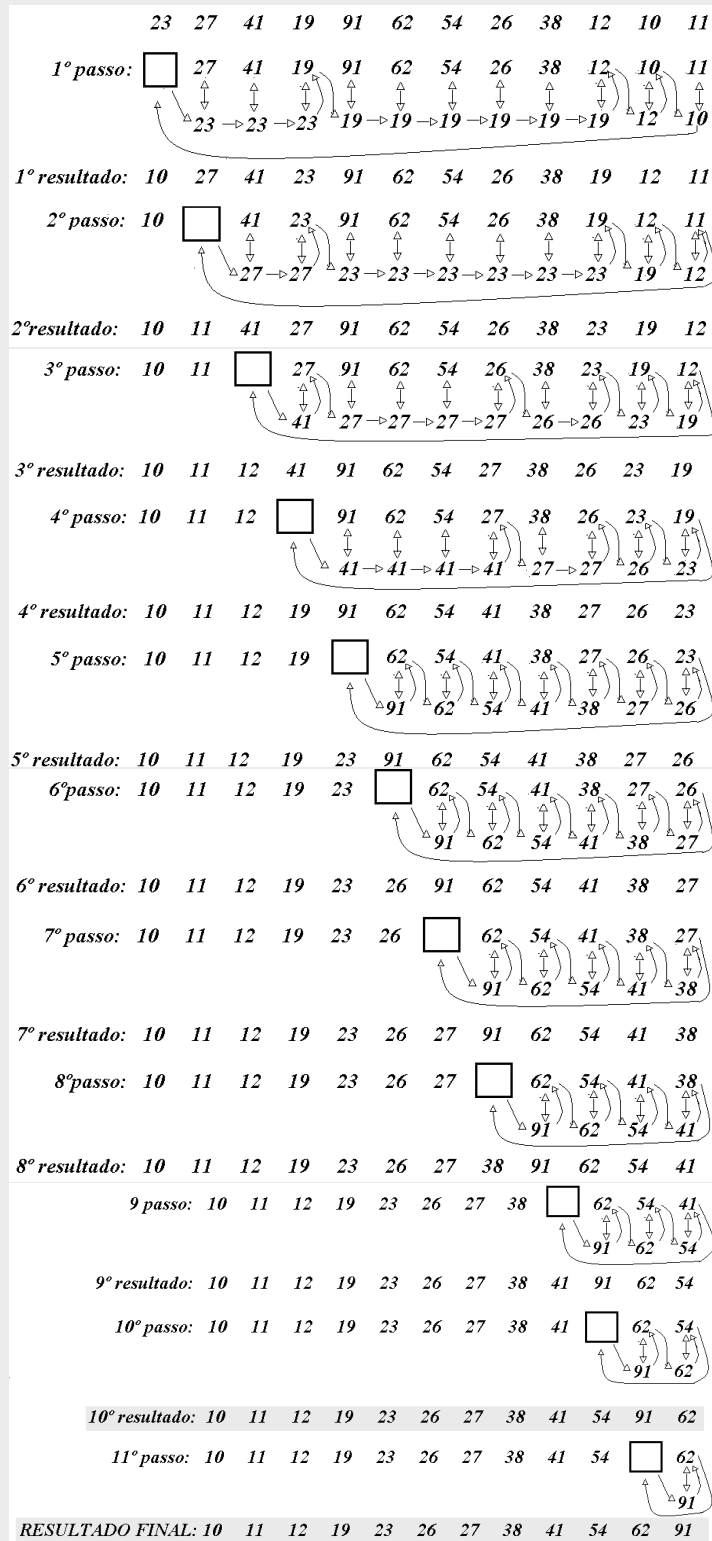 23 27 41 19 91 62 54 26 38 12 10 11
1º passo: 27 41 19 91 62 54 26 38 12 10 11
23 23 23 19 19 19 19 19 19 12 10
1º resultado: 10 27 41 23 91 62 54 26 38 19 12 11
2º passo: 10 41 23 91 62 54 26 38 19 12 11
27 27 23 23 23 23 23 23 19 12
2ºresultado: 10 11 41 27 91 62 54 26 38 23 19 12
3º passo: 10 11 27 91 62 54 26 38 23 19 12
41 27 27 27 27 26 26 23 19
3º resultado: 10 11 12 41 91 62 54 27 38 26 23 19
4º passo: 10 11 12 91 62 54 27 38 26 23 19
41 41 41 41 27 27 26 23
4º resultado: 10 11 12 19 91 62 54 41 38 27 26 23
5º passo: 10 11 12 19 62 54 41 38 27 26 23
91 62 54 41 38 27 26
5º resultado: 10 11 12 19 23 91 62 54 41 38 27 26
6ºpasso: 10 11 12 19 23 62 54 41 38 27 26
91 62 54 41 38 27
6º resultado: 10 11 12 19 23 26 91 62 54 41 38 27
7º passo: 10 11 12 19 23 26 62 54 41 38 27
91 62 54 41 38
7º resultado: 10 11 12 19 23 26 27 91 62 54 41 38
8ºpasso: 10 11 12 19 23 26 27 62 54 41 38
91 62 54 41
8º resultado: 10 11 12 19 23 26 27 38 91 62 54 41
9 passo: 10 11 12 19 23 26 27 38 62 54 41
91 62 54
9º resultado: 10 11 12 19 23 26 27 38 41 91 62 54
10º passo: 10 11 12 19 23 26 27 38 41 62 54
91 62
10º resultado: 10 11 12 19 23 26 27 38 41 54 91 62
11º passo: 10 11 12 19 23 26 27 38 41 54 62
91
RESULTADO FINAL: 10 11 12 19 23 26 27 38 41 54 62 91